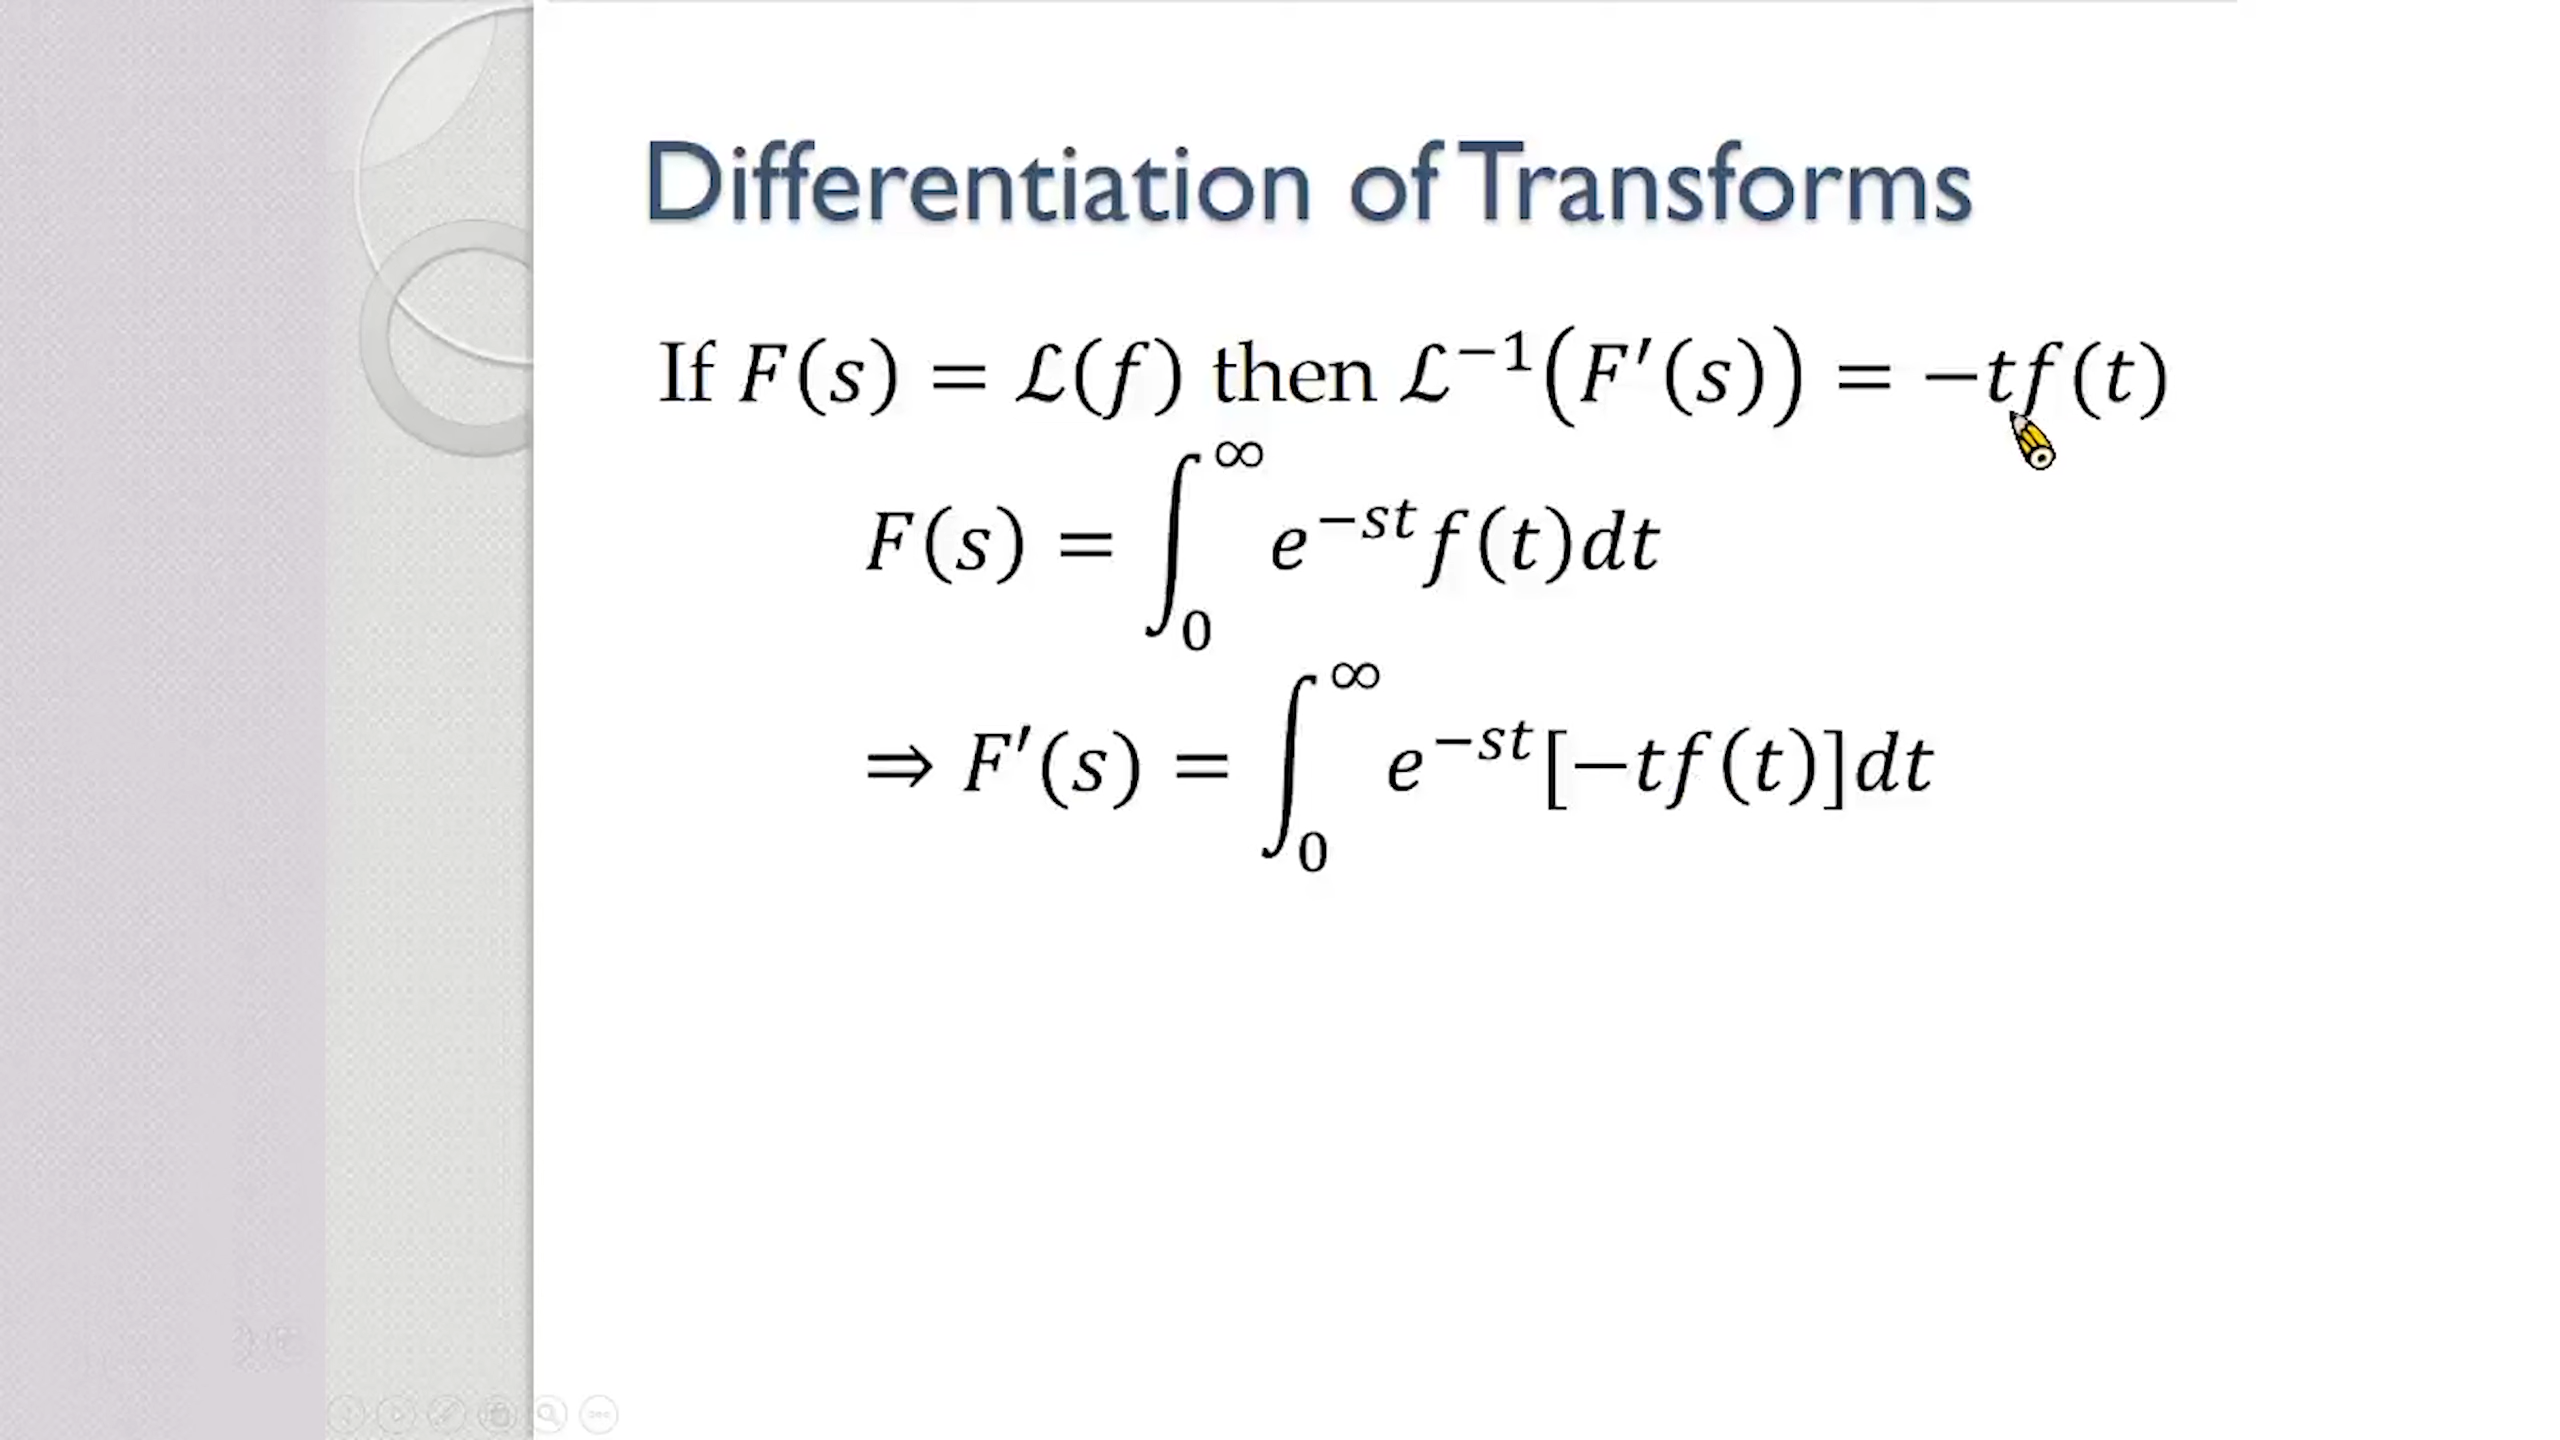 Differentiation of Transforms
If F(s) = ℒ(f) then ℒ⁻¹(F′(s)) = −tf(t)
F(s) = ∫₀^∞ e^{−st} f(t)dt
⇒ F′(s) = ∫₀^∞ e^{−st}[−tf(t)]dt